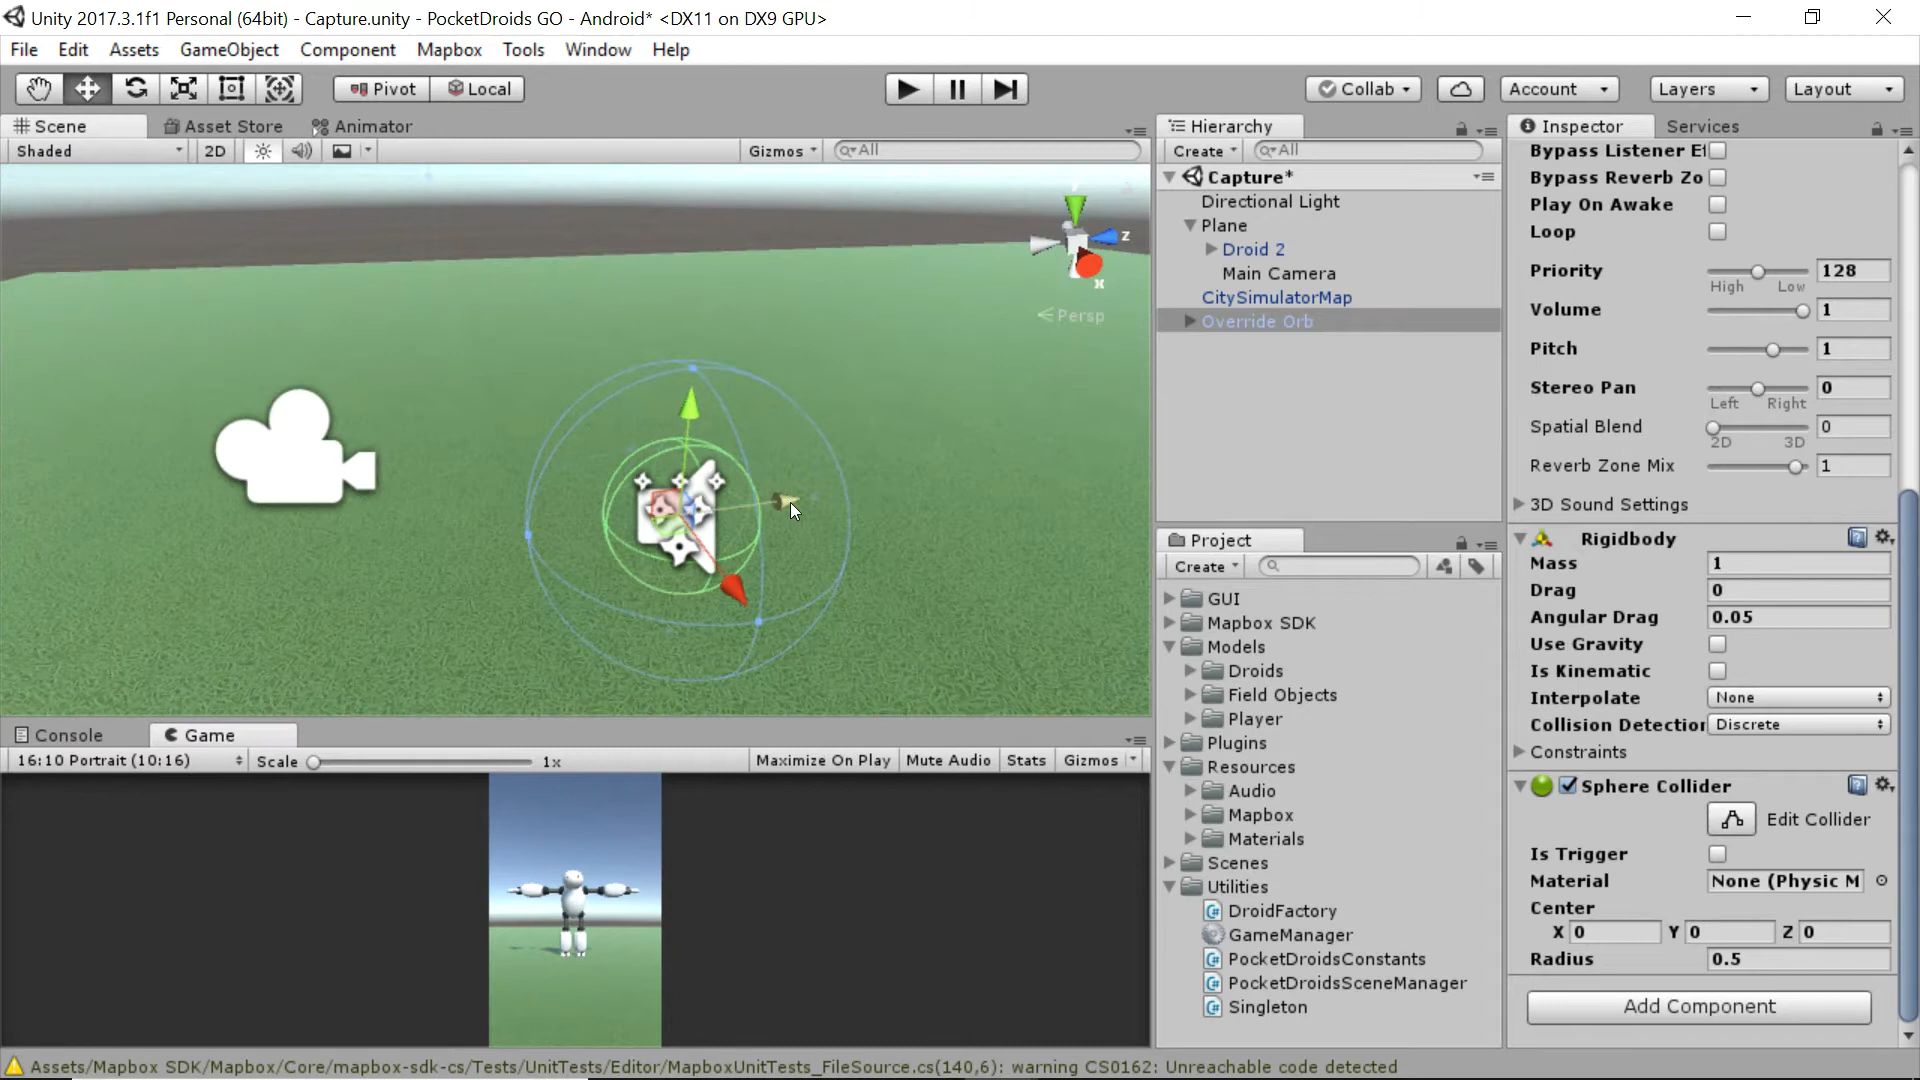 Unity 2017.3.1f1 Personal (64bit) - Capture.unity - PocketDroids GO - Android* <DX11 on DX9 GPU>
File Edit Assets GameObject Component Mapbox Tools Window Help
Pivot Local Collab Account Layers Layout
Scene Asset Store Animator
Shaded 2D Gizmos All
z
x
Persp
Console Game
16:10 Portrait (10:16) Scale 1x Maximize On Play Mute Audio Stats Gizmos
Hierarchy
Create All
Capture*
Directional Light
Plane
Droid 2
Main Camera
CitySimulatorMap
Override Orb
Project
Create
GUI
Mapbox SDK
Models
Droids
Field Objects
Player
Plugins
Resources
Audio
Mapbox
Materials
Scenes
Utilities
DroidFactory
GameManager
PocketDroidsConstants
PocketDroidsSceneManager
Singleton
Inspector Services
Bypass Listener Ef
Bypass Reverb Zo
Play On Awake
Loop
Priority 128
High Low
Volume 1
Pitch 1
Stereo Pan 0
Left Right
Spatial Blend 0
2D 3D
Reverb Zone Mix 1
3D Sound Settings
Rigidbody
Mass 1
Drag 0
Angular Drag 0.05
Use Gravity
Is Kinematic
Interpolate None
Collision Detection Discrete
Constraints
Sphere Collider
Edit Collider
Is Trigger
Material None (Physic M
Center
X 0 Y 0 Z 0
Radius 0.5
Add Component
Assets/Mapbox SDK/Mapbox/Core/mapbox-sdk-cs/Tests/UnitTests/Editor/MapboxUnitTests_FileSource.cs(140,6): warning CS0162: Unreachable code detected